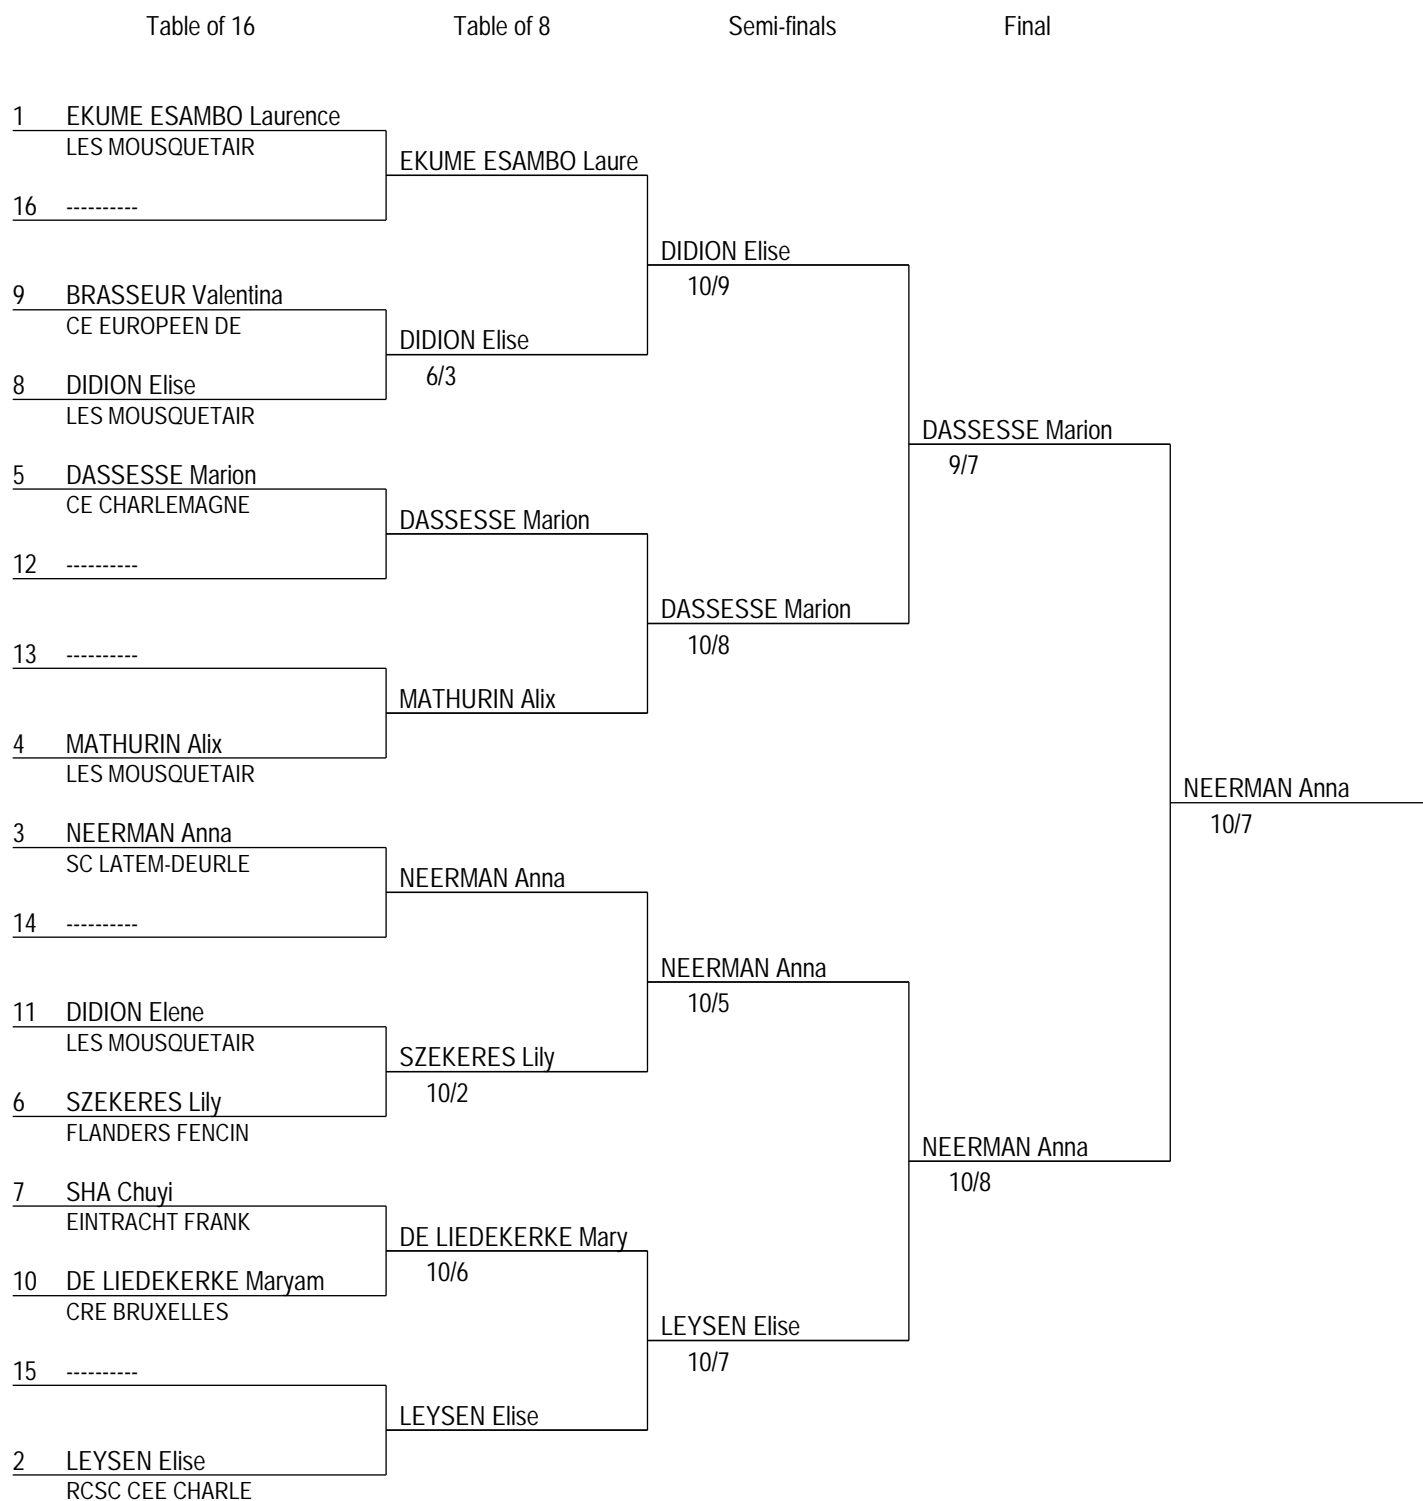 Table of 16 Table of 8 Semi-finals Final
1 EKUME ESAMBO Laurence
LES MOUSQUETAIR
EKUME ESAMBO Laure
16 ----------
DIDION Elise
10/9
9 BRASSEUR Valentina
CE EUROPEEN DE
DIDION Elise
6/3
8 DIDION Elise
LES MOUSQUETAIR
DASSESSE Marion
9/7
5 DASSESSE Marion
CE CHARLEMAGNE
DASSESSE Marion
12 ----------
DASSESSE Marion
10/8
13 ----------
MATHURIN Alix
4 MATHURIN Alix
LES MOUSQUETAIR
NEERMAN Anna
10/7
3 NEERMAN Anna
SC LATEM-DEURLE
NEERMAN Anna
14 ----------
NEERMAN Anna
10/5
11 DIDION Elene
LES MOUSQUETAIR
SZEKERES Lily
10/2
6 SZEKERES Lily
FLANDERS FENCIN
NEERMAN Anna
10/8
7 SHA Chuyi
EINTRACHT FRANK
DE LIEDEKERKE Mary
10/6
10 DE LIEDEKERKE Maryam
CRE BRUXELLES
LEYSEN Elise
10/7
15 ----------
LEYSEN Elise
2 LEYSEN Elise
RCSC CEE CHARLE